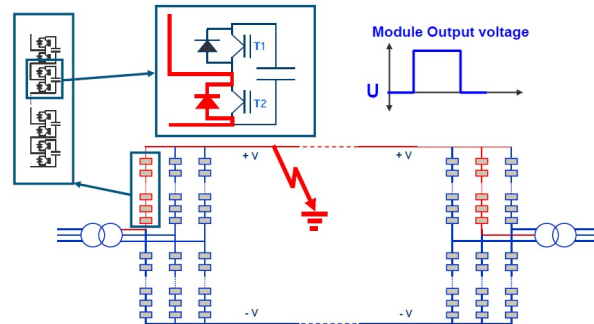 T1
T2
Module Output voltage
U
+ V
+ V
- V
- V